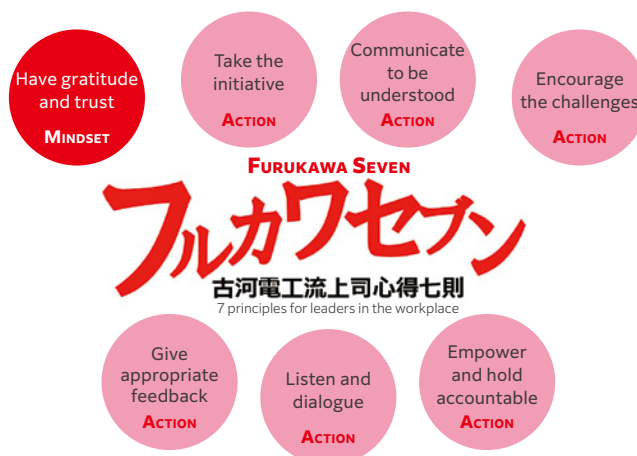 Have gratitude
and trust
MINDSET
Take the
initiative
ACTION
Communicate
to be
understood
ACTION
Encourage
the challenges
ACTION
FURUKAWA SEVEN
フルカワセブン
古河電工流上司心得七則
7 principles for leaders in the workplace
Give
appropriate
feedback
ACTION
Listen and
dialogue
ACTION
Empower
and hold
accountable
ACTION